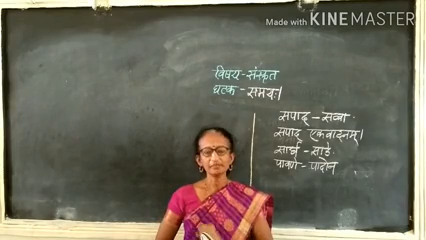 Made with KINEMASTER
विषय - संस्कृत
घटक - समयः।
सपाद - सव्वा
सपाद एकवादनम्।
सार्ध - साडे
पावणे - पादोन